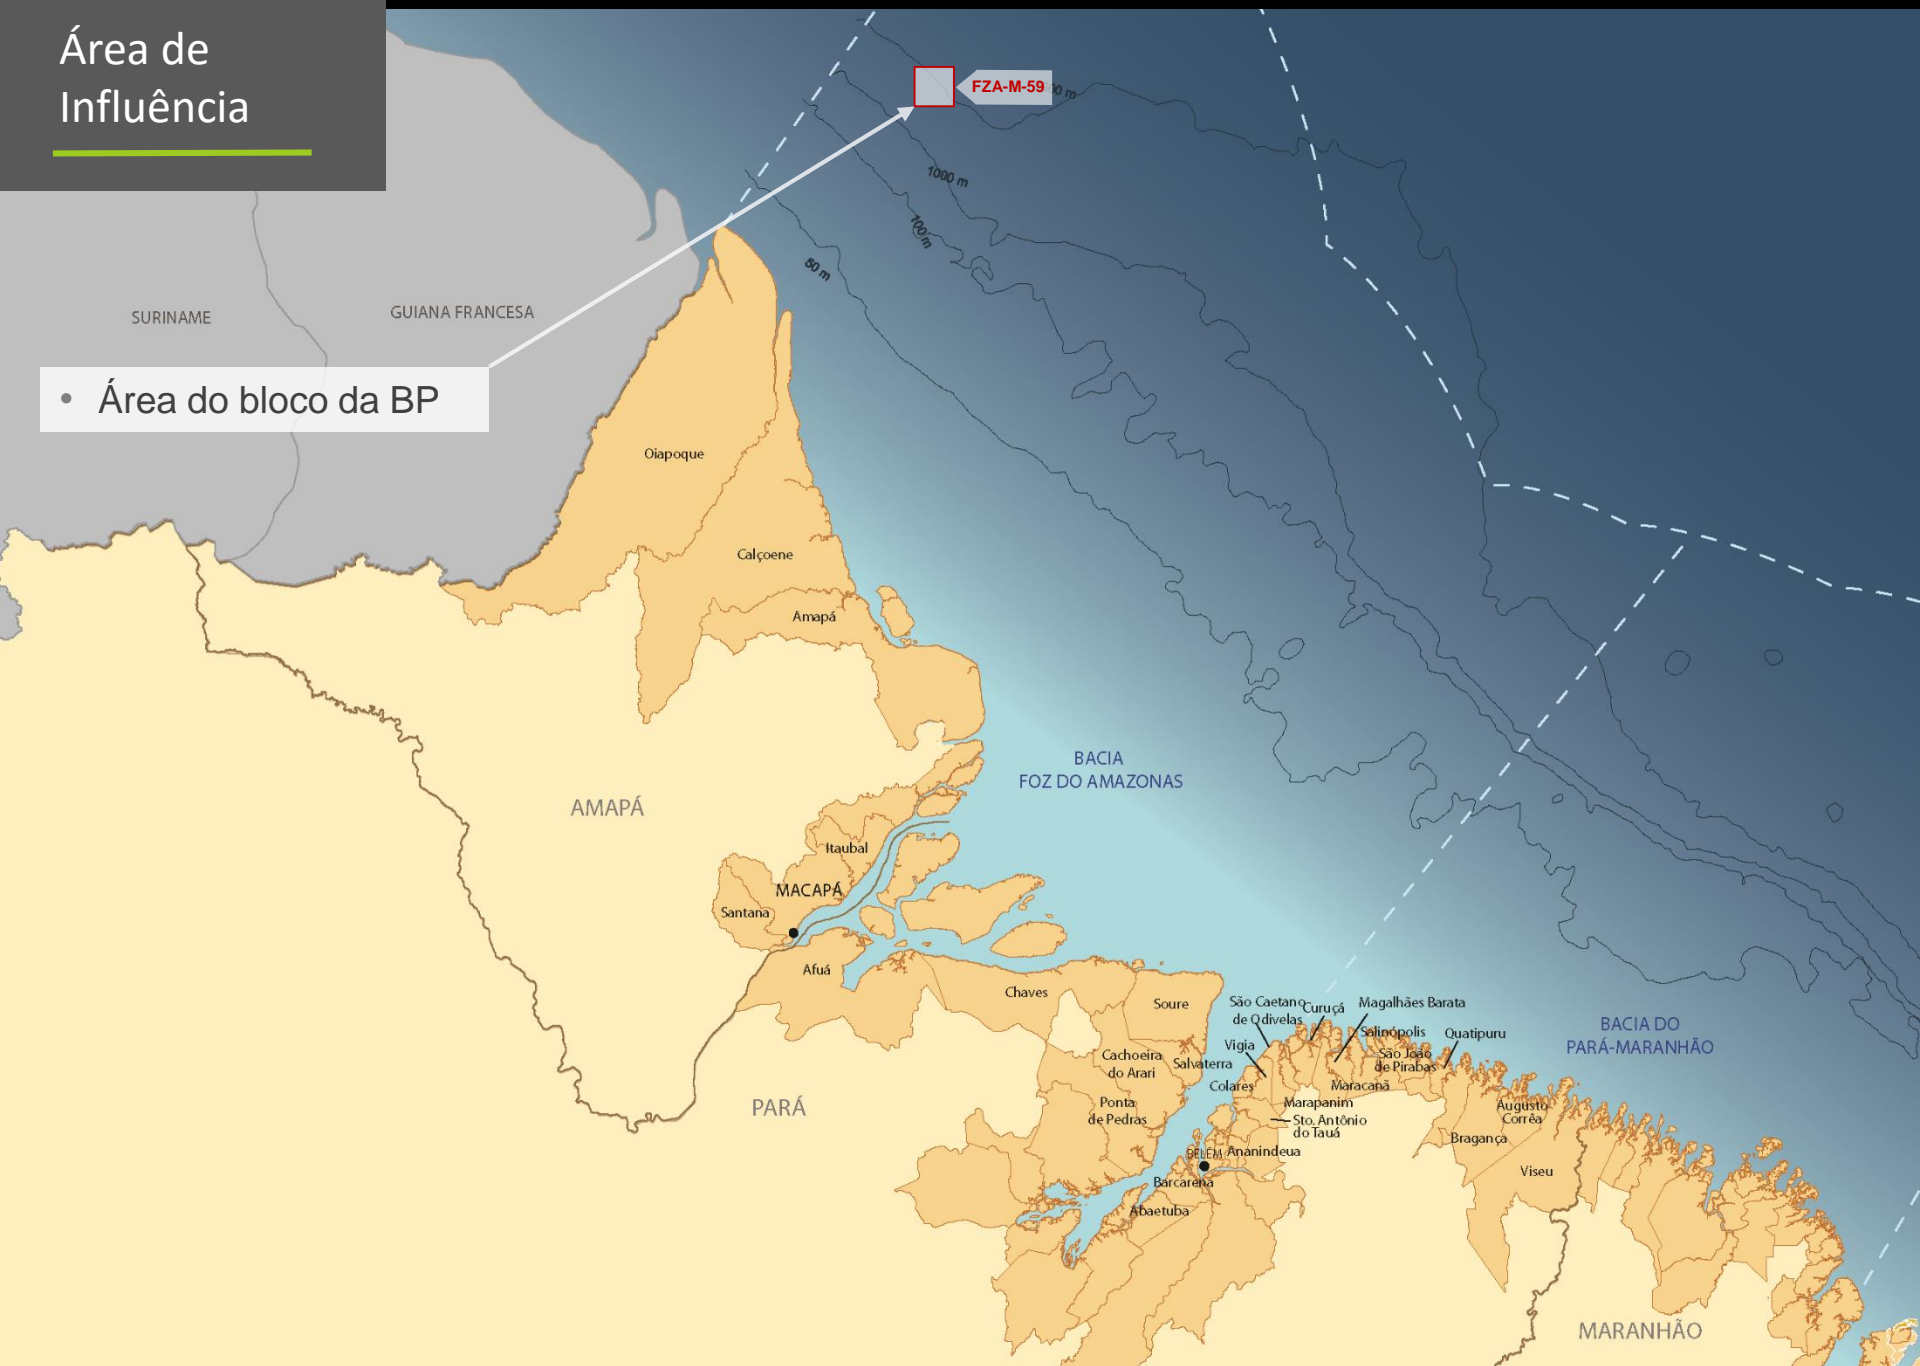 Área de
Influência
FZA-M-59
00 m
1000 m
100 m
50 m
SURINAME
GUIANA FRANCESA
• Área do bloco da BP
Oiapoque
Calçoene
Amapá
BACIA
FOZ DO AMAZONAS
AMAPÁ
Itaubal
MACAPÁ
Santana
Afuá
Chaves
Soure
São Caetano
de Odivelas
Curuçá
Magalhães Barata
Salinópolis
Quatipuru
BACIA DO
PARÁ-MARANHÃO
Vigia
São João
de Pirabas
Cachoeira
do Arari
Salvaterra
Colares
Maracanã
PARÁ
Ponta
de Pedras
Marapanim
Sto. Antônio
do Tauá
Augusto
Corrêa
Bragança
BELÉM
Ananindeua
Viseu
Barcarena
Abaetuba
MARANHÃO